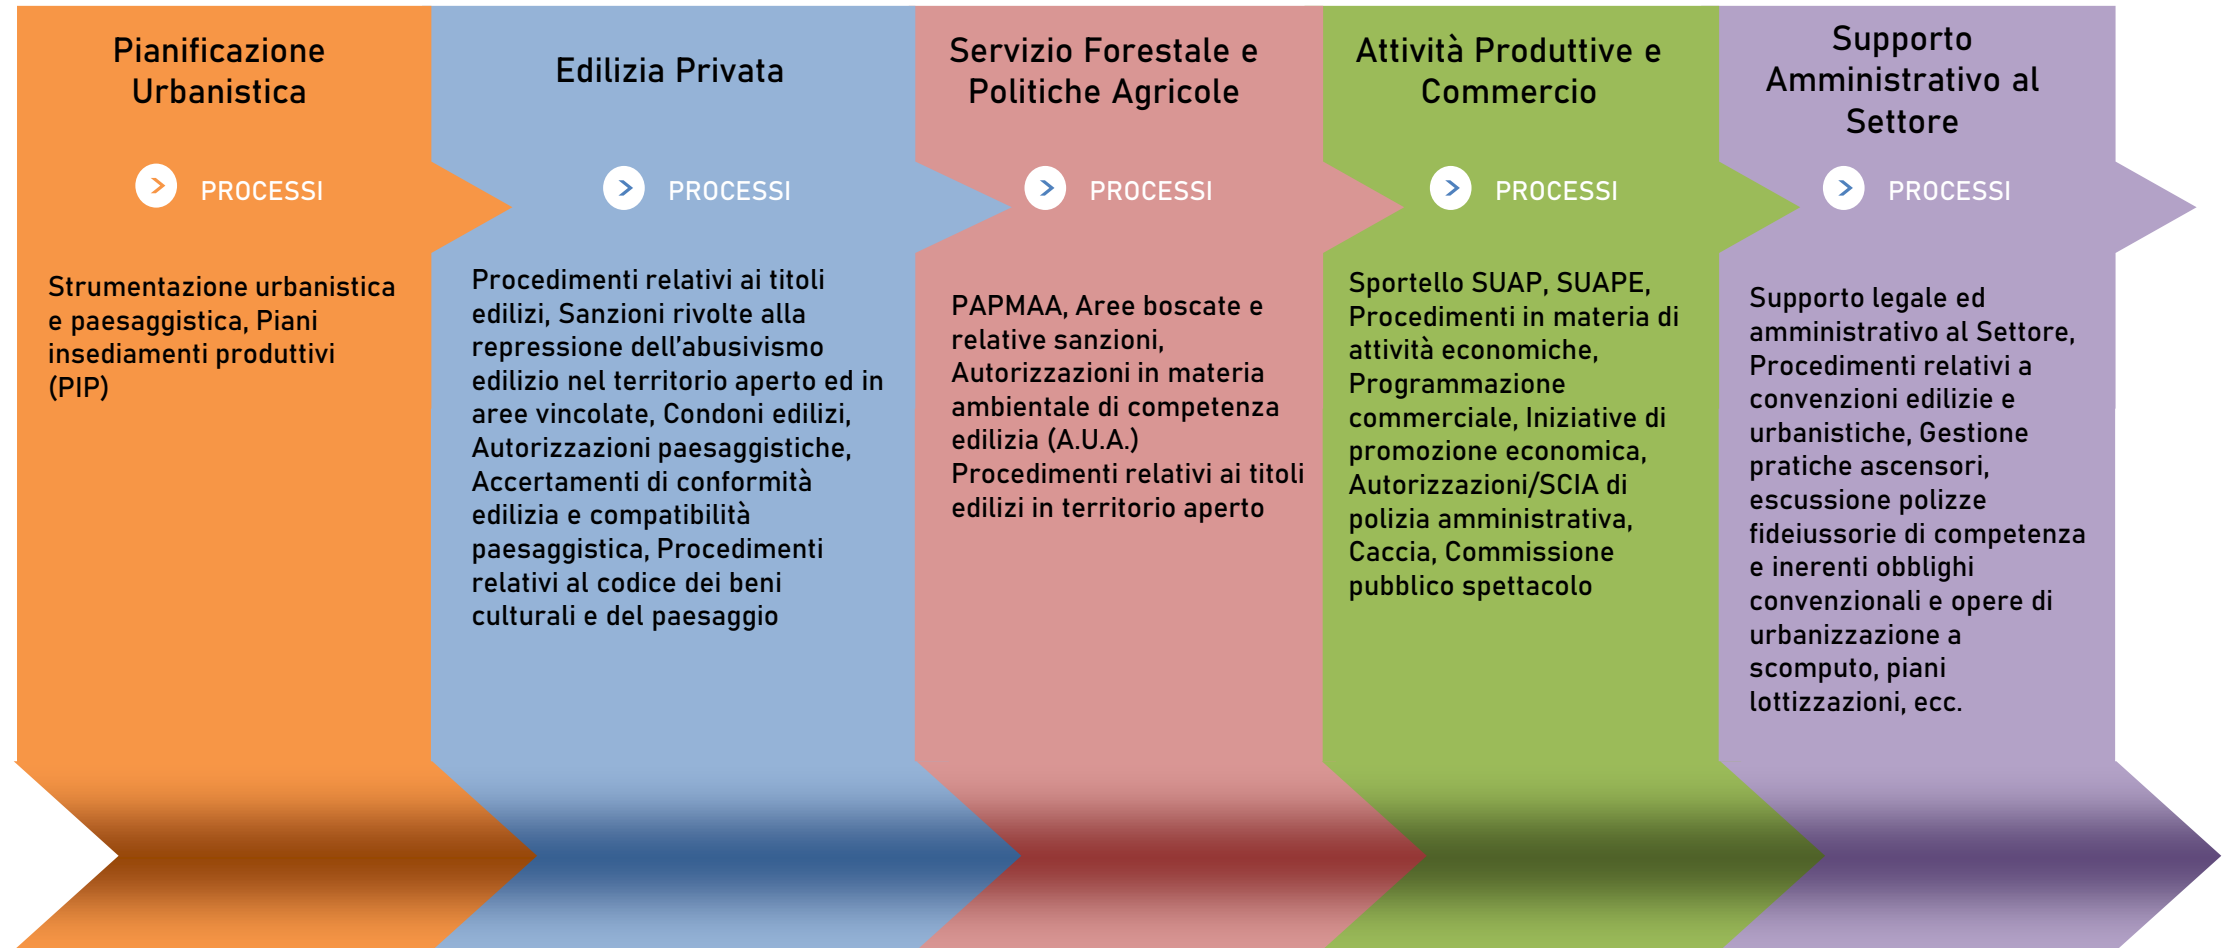 Pianificazione
Urbanistica
PROCESSI
Strumentazione urbanistica
e paesaggistica, Piani
insediamenti produttivi
(PIP)
Edilizia Privata
PROCESSI
Procedimenti relativi ai titoli
edilizi, Sanzioni rivolte alla
repressione dell'abusivismo
edilizio nel territorio aperto ed in
aree vincolate, Condoni edilizi,
Autorizzazioni paesaggistiche,
Accertamenti di conformità
edilizia e compatibilità
paesaggistica, Procedimenti
relativi al codice dei beni
culturali e del paesaggio
Servizio Forestale e
Politiche Agricole
PROCESSI
PAPMAA, Aree boscate e
relative sanzioni,
Autorizzazioni in materia
ambientale di competenza
edilizia (A.U.A.)
Procedimenti relativi ai titoli
edilizi in territorio aperto
Attività Produttive e
Commercio
PROCESSI
Sportello SUAP, SUAPE,
Procedimenti in materia di
attività economiche,
Programmazione
commerciale, Iniziative di
promozione economica,
Autorizzazioni/SCIA di
polizia amministrativa,
Caccia, Commissione
pubblico spettacolo
Supporto
Amministrativo al
Settore
PROCESSI
Supporto legale ed
amministrativo al Settore,
Procedimenti relativi a
convenzioni edilizie e
urbanistiche, Gestione
pratiche ascensori,
escussione polizze
fideiussorie di competenza
e inerenti obblighi
convenzionali e opere di
urbanizzazione a
scomputo, piani
lottizzazioni, ecc.